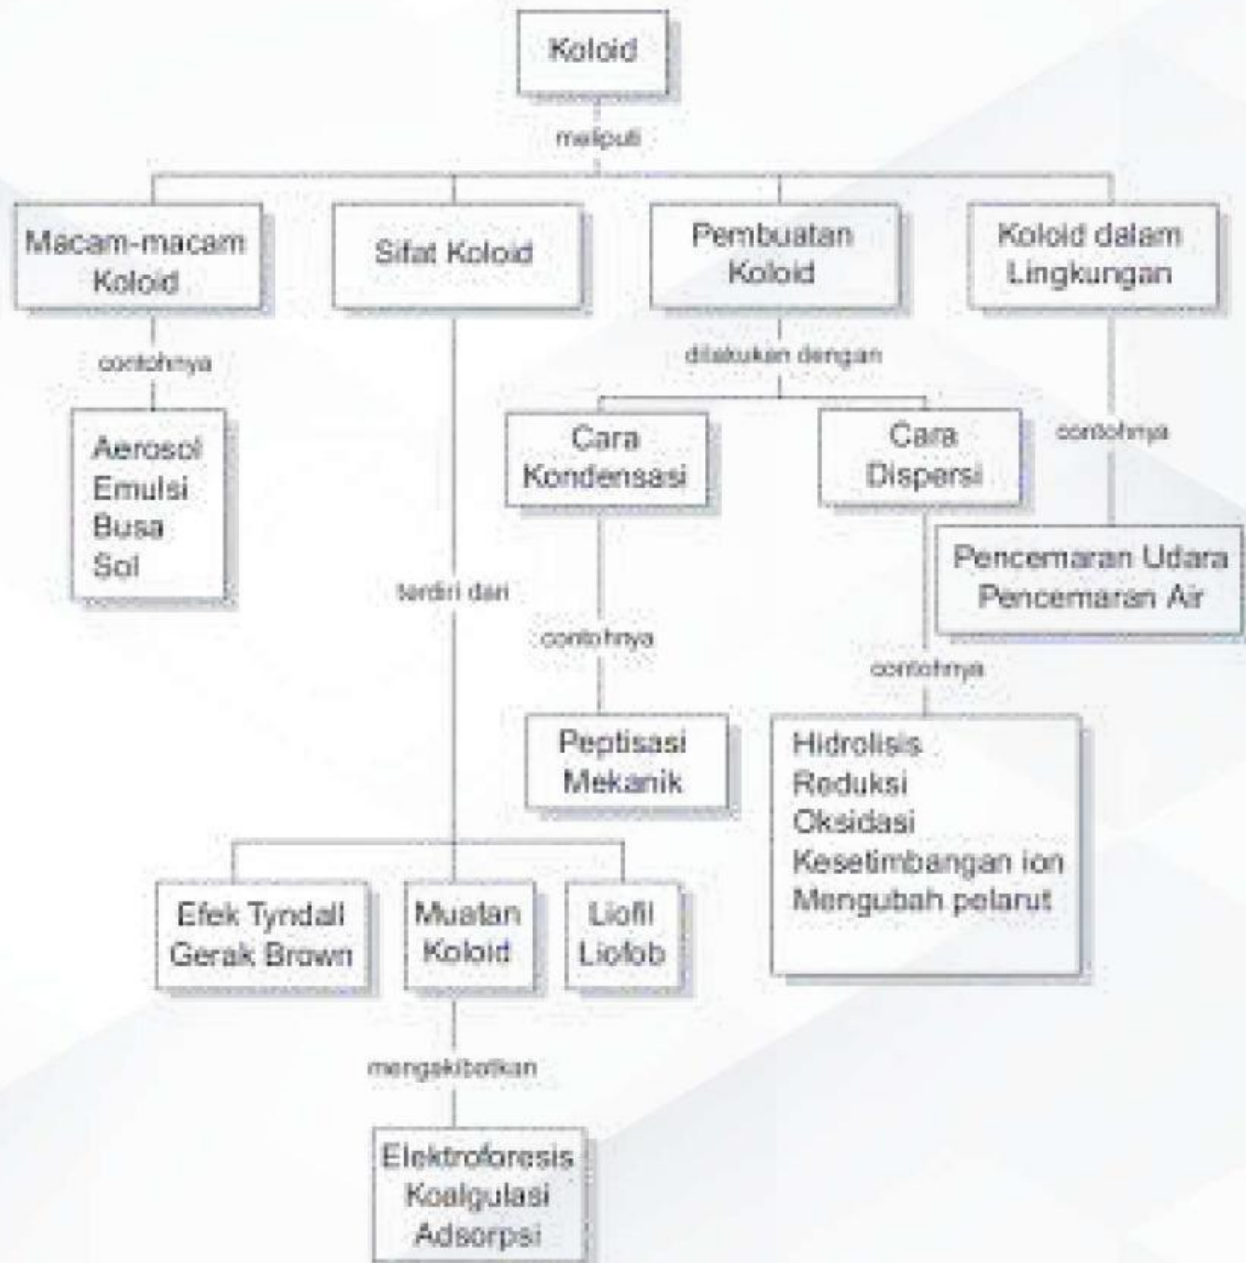 Koloid
meliputi
Macam-macam
Koloid
Sifat Koloid
Pembuatan
Koloid
Koloid dalam
Lingkungan
contohnya
dilakukan dengan
Aerosol
Emulsi
Busa
Sol
Cara
Kondensasi
Cara
Dispersi
contohnya
Pencemaran Udara
Pencemaran Air
terdiri dari
contohnya
contohnya
Peptisasi
Mekanik
Hidrolisis
Reduksi
Oksidasi
Kesetimbangan ion
Mengubah pelarut
Efek Tyndall
Gerak Brown
Muatan
Koloid
Liofil
Liofob
mengakibatkan
Elektroforesis
Koalgulasi
Adsorpsi